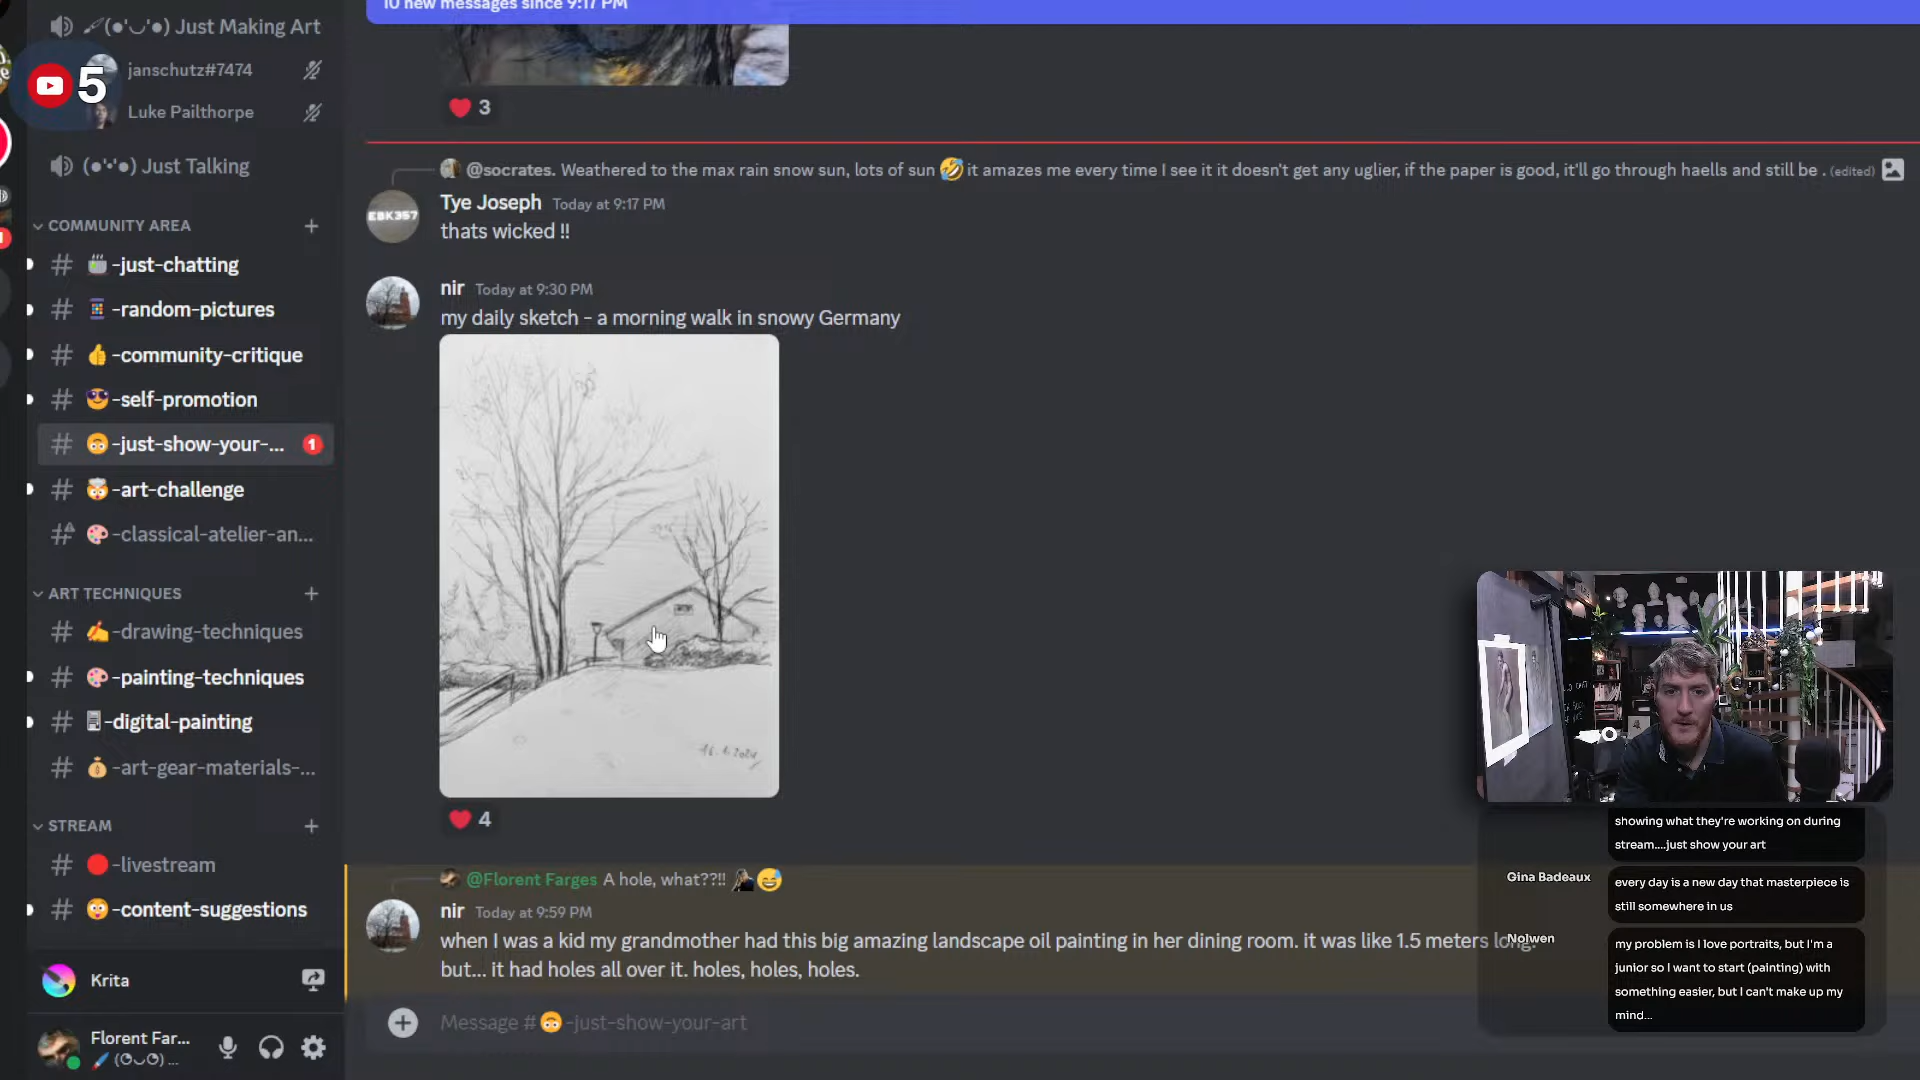 10 new messages since 9:17 PM
Just Making Art
janschutz#7474
5
Luke Pailthorpe
Just Talking
COMMUNITY AREA
-just-chatting
-random-pictures
-community-critique
-self-promotion
-just-show-your-...
1
-art-challenge
-classical-atelier-an...
ART TECHNIQUES
-drawing-techniques
-painting-techniques
-digital-painting
-art-gear-materials-...
STREAM
-livestream
-content-suggestions
Krita
Florent Far...
3
@socrates. Weathered to the max rain snow sun, lots of sun 🤣 it amazes me every time I see it it doesn't get any uglier, if the paper is good, it'll go through haells and still be . (edited)
EBK357
Tye Joseph Today at 9:17 PM
thats wicked !!
nir Today at 9:30 PM
my daily sketch - a morning walk in snowy Germany
4
@Florent Farges A hole, what??!! 😅
nir Today at 9:59 PM
when I was a kid my grandmother had this big amazing landscape oil painting in her dining room. it was like 1.5 meters long.
but... it had holes all over it. holes, holes, holes.
Message # 🙃-just-show-your-art
showing what they're working on during
stream....just show your art
Gina Badeaux
every day is a new day that masterpiece is
still somewhere in us
Nolwen
my problem is I love portraits, but I'm a
junior so I want to start (painting) with
something easier, but I can't make up my
mind...